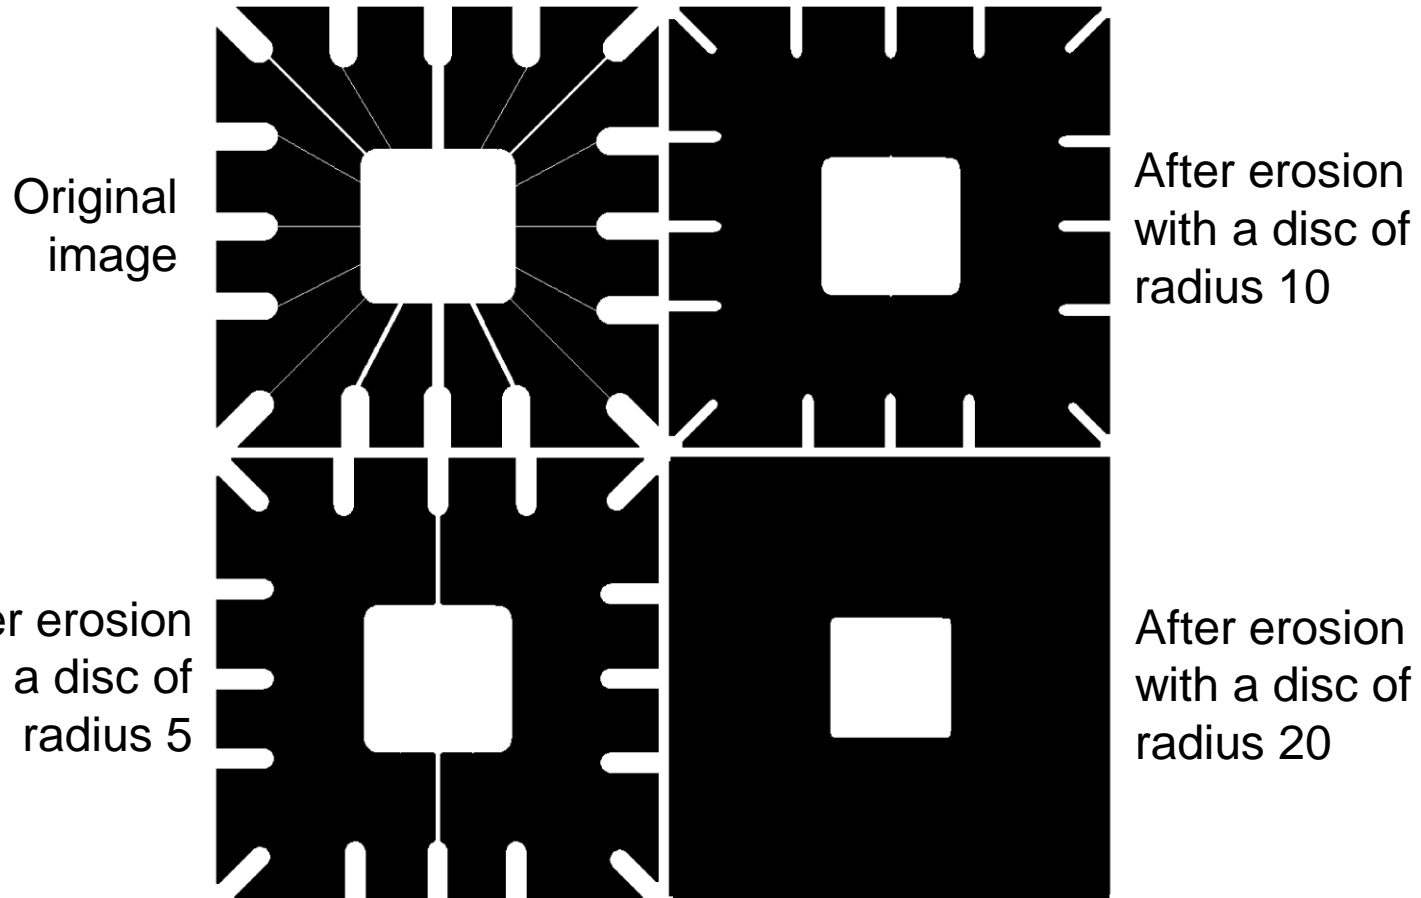 Original
image
After erosion
with a disc of
radius 10
erosion
a disc of
radius 5
After erosion
with a disc of
radius 20